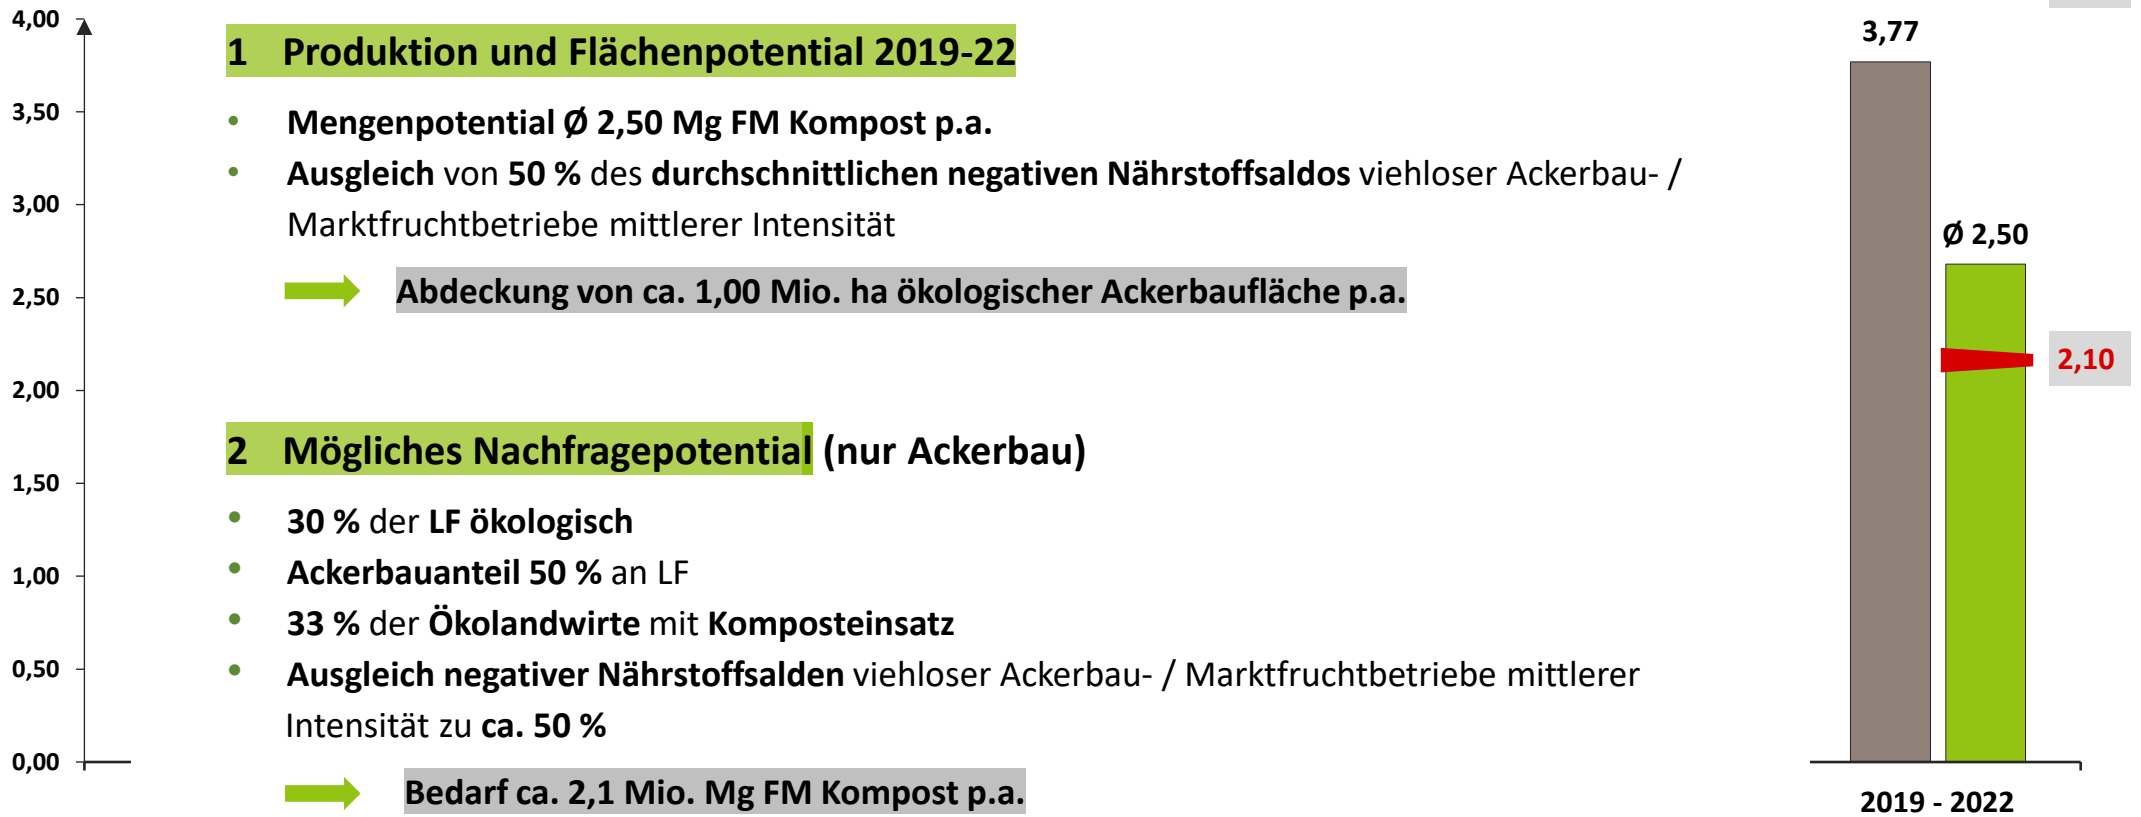 4,00
3,50
3,00
2,50
2,00
1,50
1,00
0,50
0,00
1 Produktion und Flächenpotential 2019-22
• Mengenpotential Ø 2,50 Mg FM Kompost p.a.
• Ausgleich von 50 % des durchschnittlichen negativen Nährstoffsaldos viehloser Ackerbau- /
Marktfruchtbetriebe mittlerer Intensität
Abdeckung von ca. 1,00 Mio. ha ökologischer Ackerbaufläche p.a.
2 Mögliches Nachfragepotential (nur Ackerbau)
• 30 % der LF ökologisch
• Ackerbauanteil 50 % an LF
• 33 % der Ökolandwirte mit Komposteinsatz
• Ausgleich negativer Nährstoffsalden viehloser Ackerbau- / Marktfruchtbetriebe mittlerer
Intensität zu ca. 50 %
Bedarf ca. 2,1 Mio. Mg FM Kompost p.a.
3,77
Ø 2,50
2,10
2019 - 2022